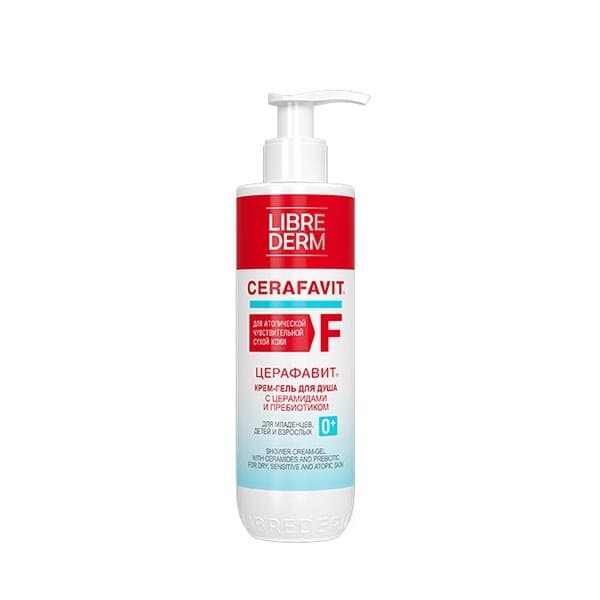 LIBRE
DERM
CERAFAVIT®
ДЛЯ АТОПИЧЕСКОЙ
ЧУВСТВИТЕЛЬНОЙ
СУХОЙ КОЖИ
F
ЦЕРАФАВИТ®
КРЕМ-ГЕЛЬ ДЛЯ ДУША
С ЦЕРАМИДАМИ
И ПРЕБИОТИКОМ
ДЛЯ МЛАДЕНЦЕВ,
ДЕТЕЙ И ВЗРОСЛЫХ
0+
SHOWER CREAM-GEL
WITH CERAMIDES AND PREBIOTIC
FOR DRY, SENSITIVE AND ATOPIC SKIN
BREDE